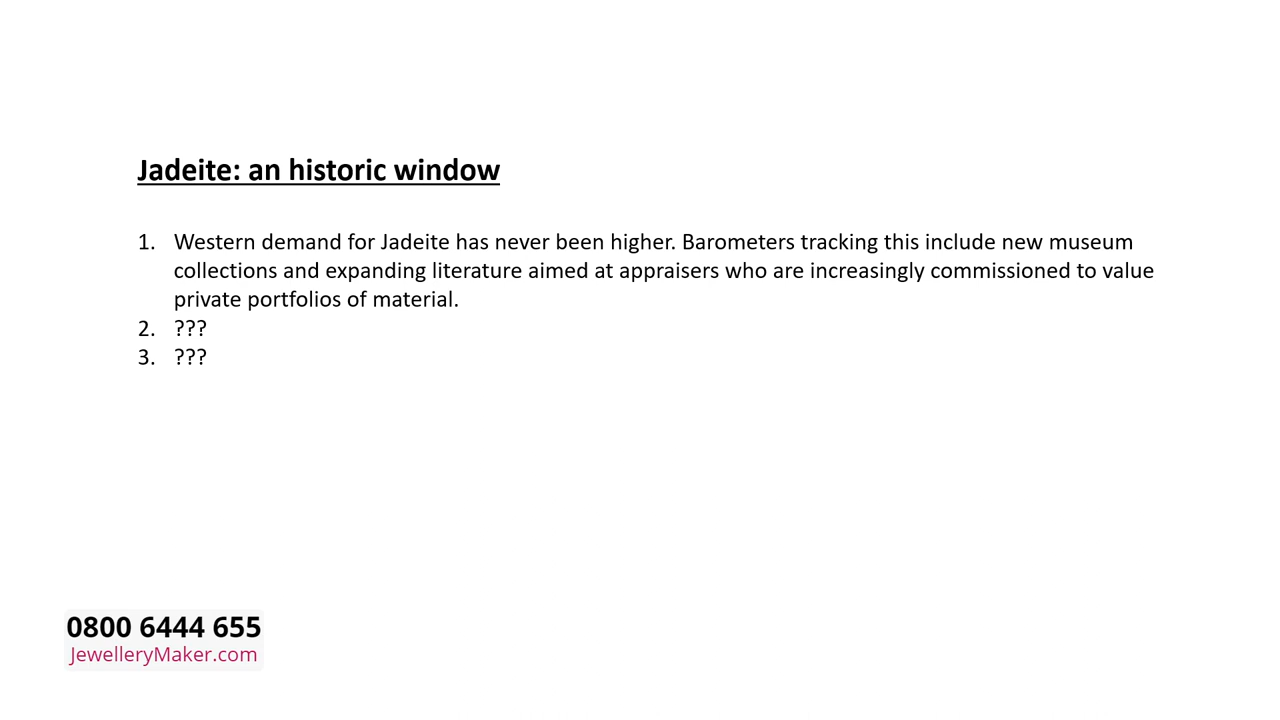 Jadeite: an historic window
1. Western demand for Jadeite has never been higher. Barometers tracking this include new museum
collections and expanding literature aimed at appraisers who are increasingly commissioned to value
private portfolios of material.
2. ???
3. ???
0800 6444 655
JewelleryMaker.com